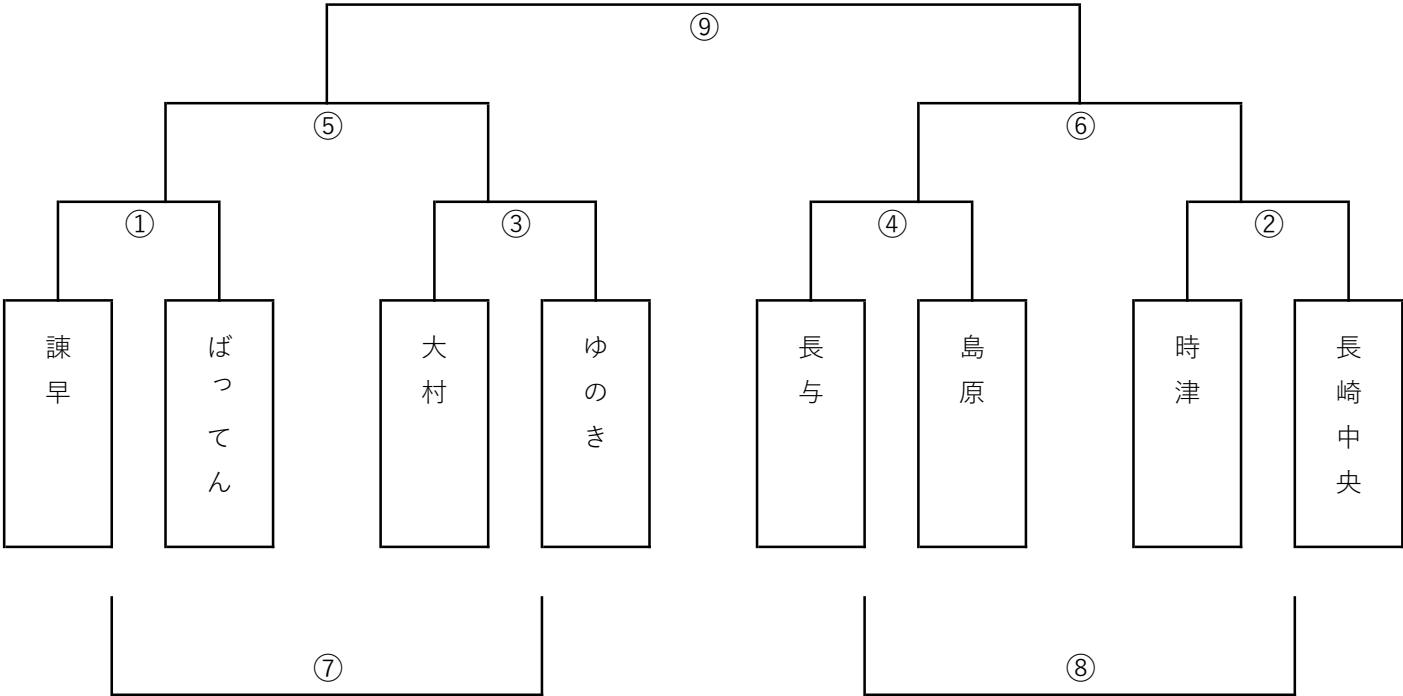 ⑨
⑤
⑥
①
③
④
②
諫早
ばってん
大村
ゆのき
長与
島原
時津
長崎中央
⑦
⑧